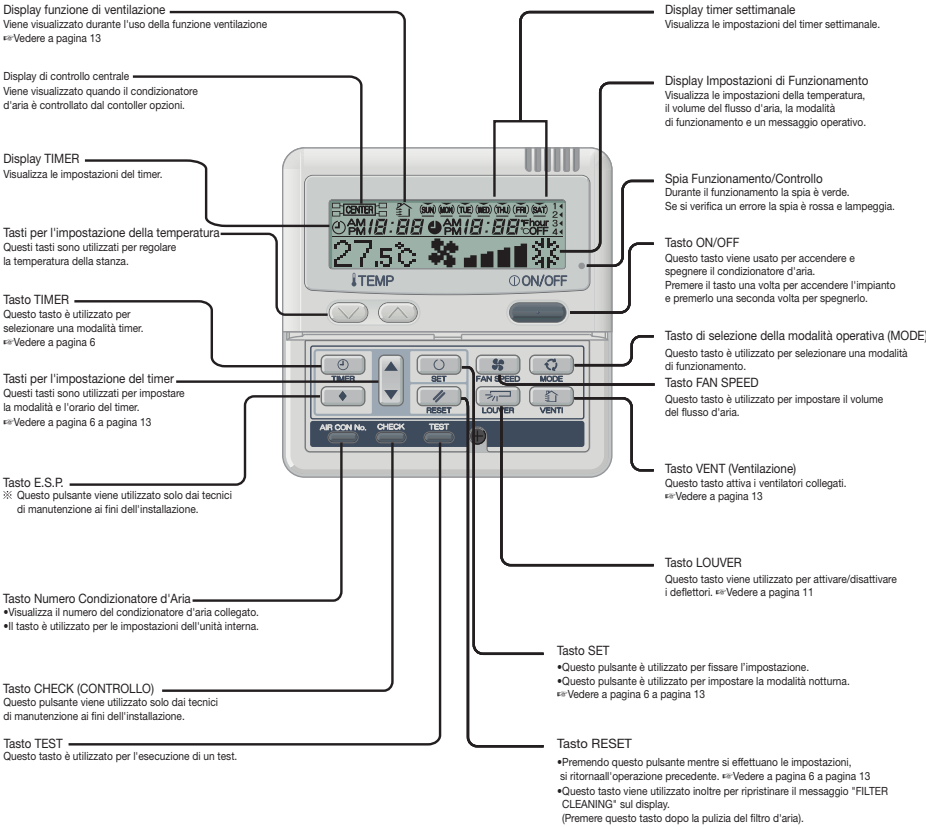 Display funzione di ventilazione
Viene visualizzato durante l'uso della funzione ventilazione
☞Vedere a pagina 13
Display di controllo centrale
Viene visualizzato quando il condizionatore
d'aria è controllato dal contoller opzioni.
Display TIMER
Visualizza le impostazioni del timer.
Tasti per l'impostazione della temperatura
Questi tasti sono utilizzati per regolare
la temperatura della stanza.
Tasto TIMER
Questo tasto è utilizzato per
selezionare una modalità timer.
☞Vedere a pagina 6
Tasti per l'impostazione del timer
Questi tasti sono utilizzati per impostare
la modalità e l'orario del timer.
☞Vedere a pagina 6 a pagina 13
Tasto E.S.P.
※ Questo pulsante viene utilizzato solo dai tecnici
di manutenzione ai fini dell'installazione.
Tasto Numero Condizionatore d'Aria
•Visualizza il numero del condizionatore d'aria collegato.
•Il tasto è utilizzato per le impostazioni dell'unità interna.
Tasto CHECK (CONTROLLO)
Questo pulsante viene utilizzato solo dai tecnici
di manutenzione ai fini dell'installazione.
Tasto TEST
Questo tasto è utilizzato per l'esecuzione di un test.
CENTER
SUN MON TUE WED THU FRI SAT 1
2
3
4
AM
PM 18:88 AM
PM 18:88 °F hour
°C OFF
27.5°C
TEMP
ON/OFF
TIMER
SET
FAN SPEED
MODE
RESET
LOUVER
VENTI
AIR CON No. CHECK TEST
Display timer settimanale
Visualizza le impostazioni del timer settimanale.
Display Impostazioni di Funzionamento
Visualizza le impostazioni della temperatura,
il volume del flusso d'aria, la modalità
di funzionamento e un messaggio operativo.
Spia Funzionamento/Controllo
Durante il funzionamento la spia è verde.
Se si verifica un errore la spia è rossa e lampeggia.
Tasto ON/OFF
Questo tasto viene usato per accendere e
spegnere il condizionatore d'aria.
Premere il tasto una volta per accendere l'impianto
e premerlo una seconda volta per spegnerlo.
Tasto di selezione della modalità operativa (MODE)
Questo tasto è utilizzato per selezionare una modalità
di funzionamento.
Tasto FAN SPEED
Questo tasto è utilizzato per impostare il volume
del flusso d'aria.
Tasto VENT (Ventilazione)
Questo tasto attiva i ventilatori collegati.
☞Vedere a pagina 13
Tasto LOUVER
Questo tasto viene utilizzato per attivare/disattivare
i deflettori. ☞Vedere a pagina 11
Tasto SET
•Questo pulsante è utilizzato per fissare l'impostazione.
•Questo pulsante è utilizzato per impostare la modalità notturna.
☞Vedere a pagina 6 a pagina 13
Tasto RESET
•Premendo questo pulsante mentre si effettuano le impostazioni,
si ritornaall'operazione precedente. ☞Vedere a pagina 6 a pagina 13
•Questo tasto viene utilizzato inoltre per ripristinare il messaggio "FILTER
CLEANING" sul display.
(Premere questo tasto dopo la pulizia del filtro d'aria).